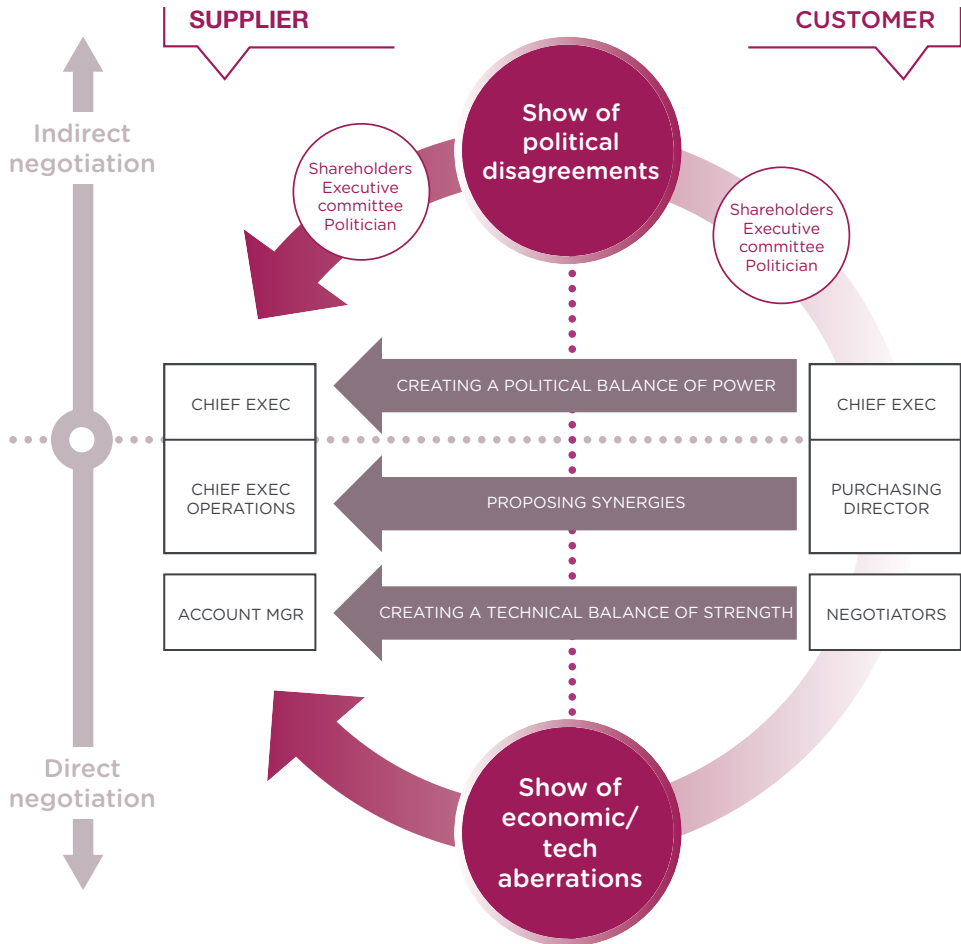 SUPPLIER
CUSTOMER
Indirect
negotiation
Show of
political
disagreements
Shareholders
Executive
committee
Politician
Shareholders
Executive
committee
Politician
CHIEF EXEC
CREATING A POLITICAL BALANCE OF POWER
CHIEF EXEC
CHIEF EXEC
OPERATIONS
PROPOSING SYNERGIES
PURCHASING
DIRECTOR
ACCOUNT MGR
CREATING A TECHNICAL BALANCE OF STRENGTH
NEGOTIATORS
Direct
negotiation
Show of
economic/
tech
aberrations